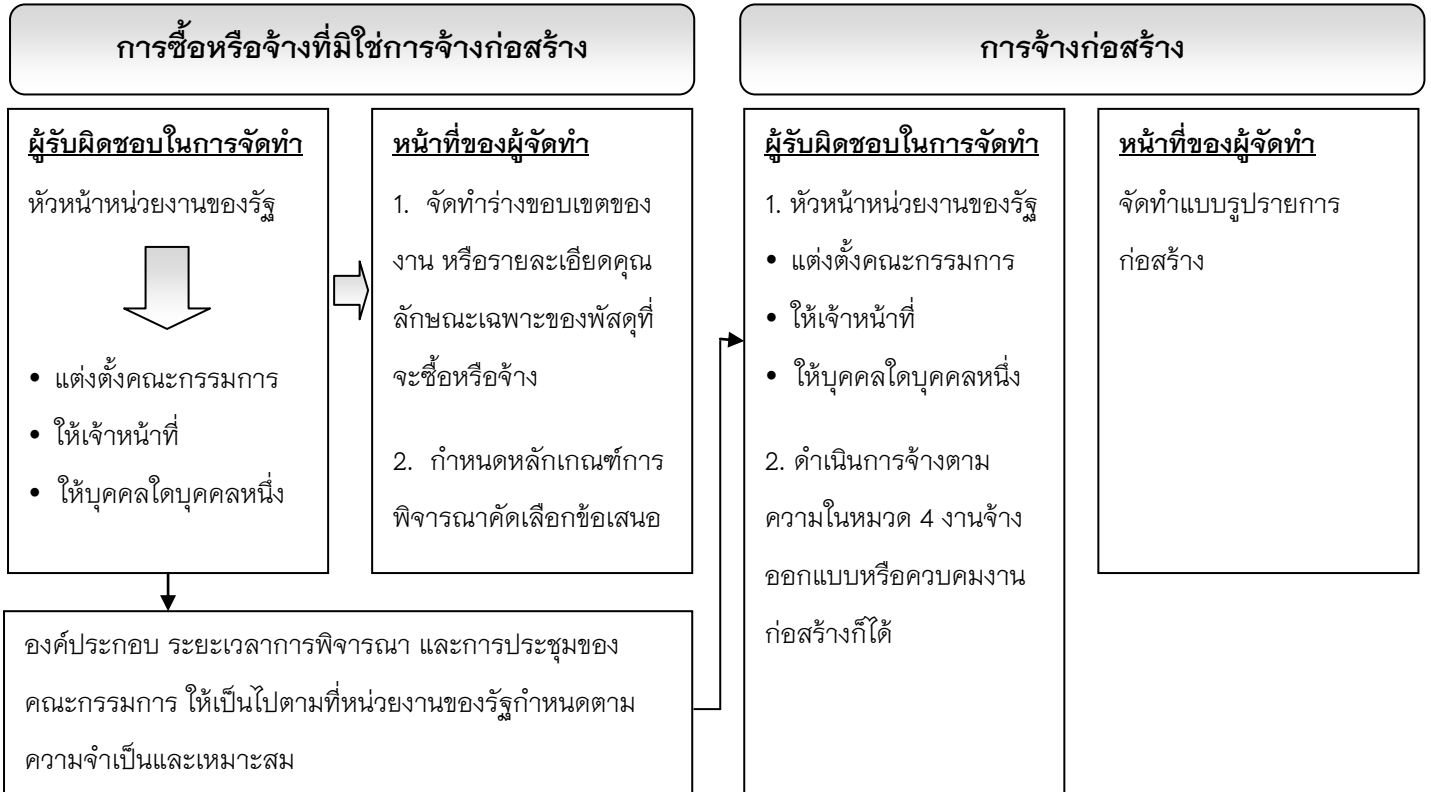 การซื้อหรือจ้างที่มิใช่การจ้างก่อสร้าง
การจ้างก่อสร้าง
ผู้รับผิดชอบในการจัดทำ
หัวหน้าหน่วยงานของรัฐ
• แต่งตั้งคณะกรรมการ
• ให้เจ้าหน้าที่
• ให้บุคคลใดบุคคลหนึ่ง
หน้าที่ของผู้จัดทำ
1. จัดทำร่างขอบเขตของ
งาน หรือรายละเอียดคุณ
ลักษณะเฉพาะของพัสดุที่
จะซื้อหรือจ้าง
2. กำหนดหลักเกณฑ์การ
พิจารณาคัดเลือกข้อเสนอ
องค์ประกอบ ระยะเวลาการพิจารณา และการประชุมของ
คณะกรรมการ ให้เป็นไปตามที่หน่วยงานของรัฐกำหนดตาม
ความจำเป็นและเหมาะสม
ผู้รับผิดชอบในการจัดทำ
1. หัวหน้าหน่วยงานของรัฐ
• แต่งตั้งคณะกรรมการ
• ให้เจ้าหน้าที่
• ให้บุคคลใดบุคคลหนึ่ง
2. ดำเนินการจ้างตาม
ความในหมวด 4 งานจ้าง
ออกแบบหรือควบคุมงาน
ก่อสร้างก็ได้
หน้าที่ของผู้จัดทำ
จัดทำแบบรูปรายการ
ก่อสร้าง